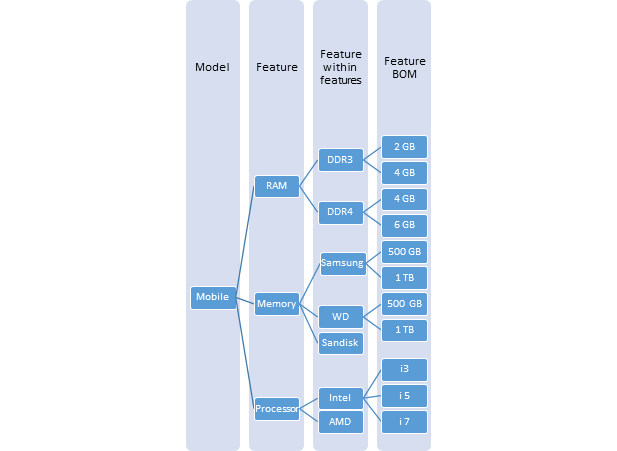 Model
Feature
Feature
within
features
Feature
BOM
Mobile
RAM
Memory
Processor
DDR3
DDR4
Samsung
WD
Sandisk
Intel
AMD
2 GB
4 GB
4 GB
6 GB
500 GB
1 TB
500 GB
1 TB
i3
i 5
i 7